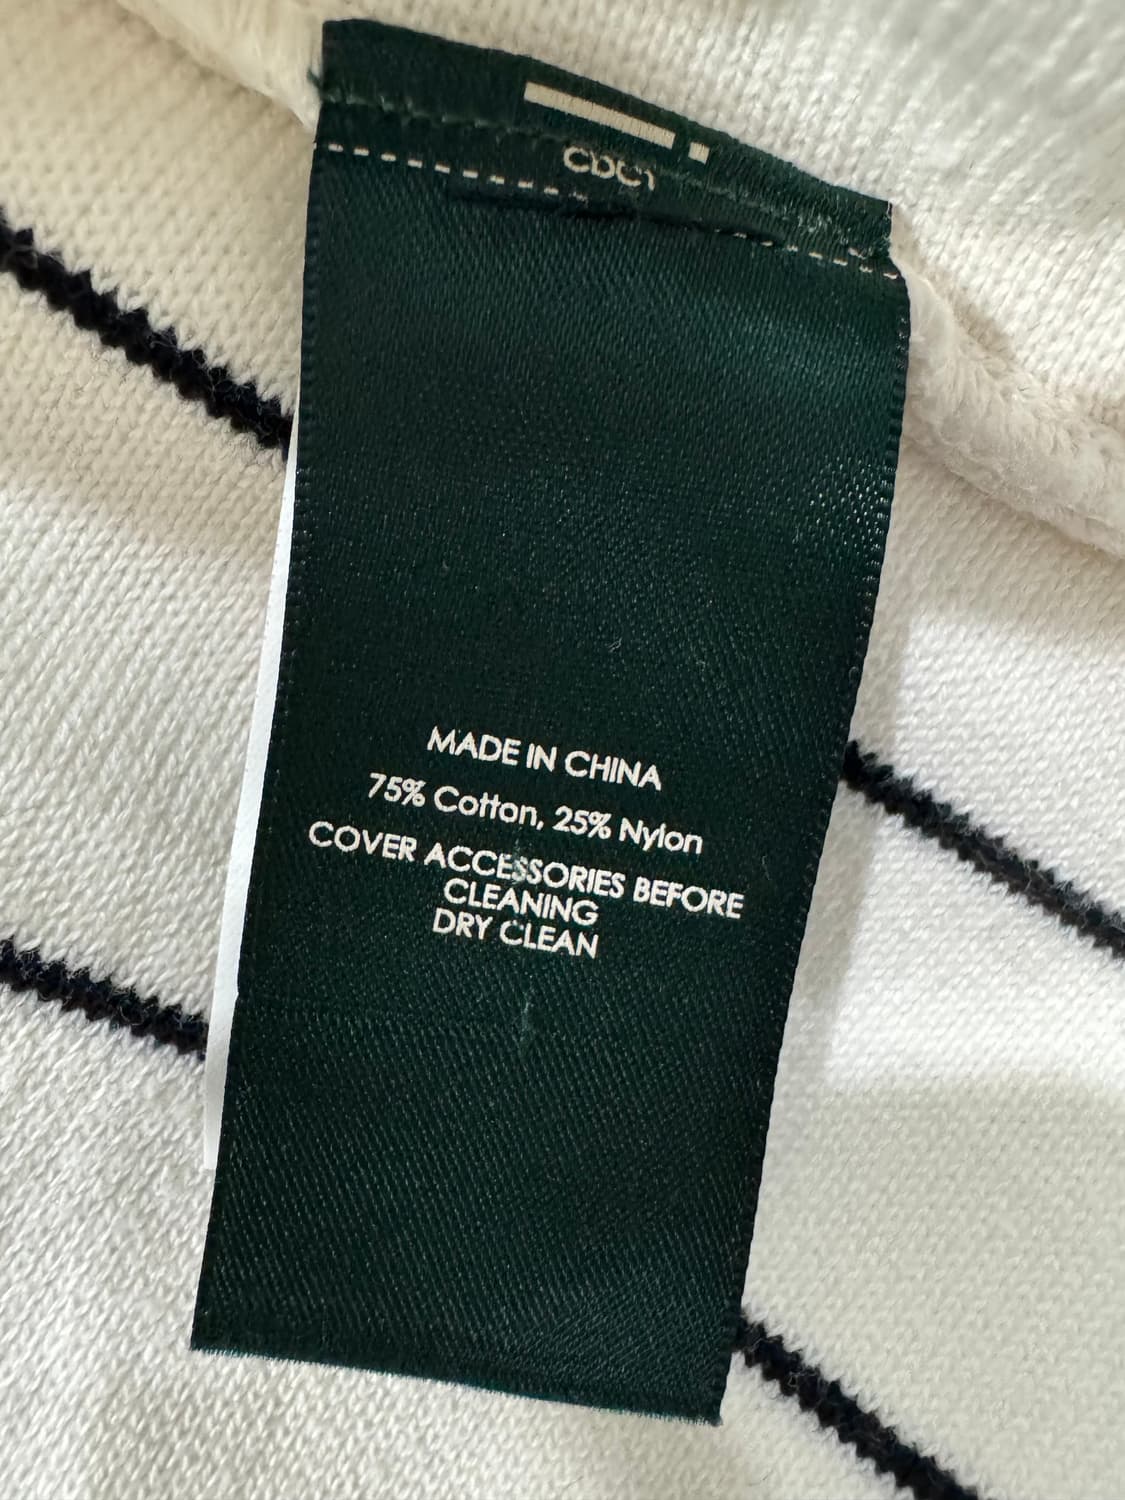 MADE IN CHINA
75% Cotton, 25% Nylon
COVER ACCESSORIES BEFORE
CLEANING
DRY CLEAN